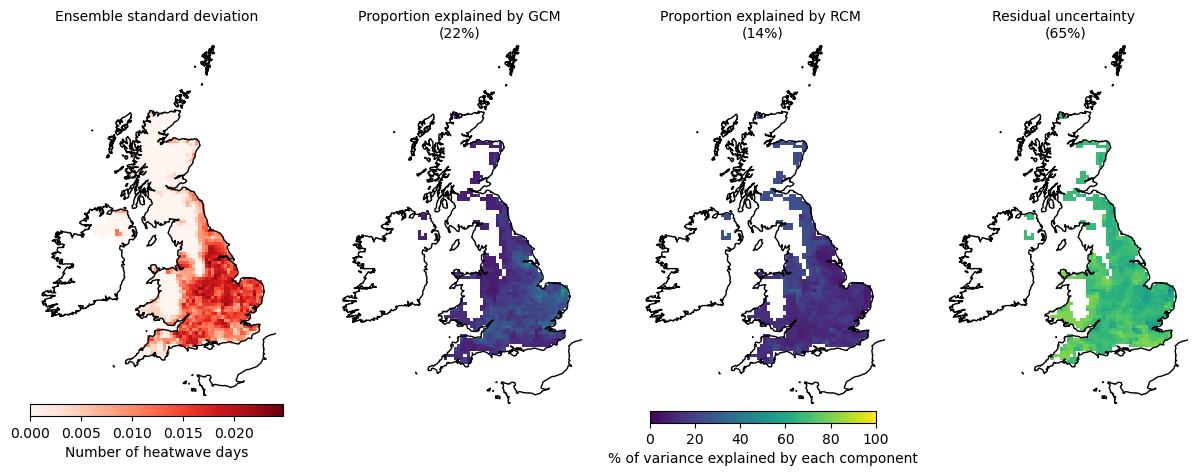 Ensemble standard deviation
Proportion explained by GCM
(22%)
Proportion explained by RCM
(14%)
Residual uncertainty
(65%)
0.000 0.005 0.010 0.015 0.020
Number of heatwave days
0 20 40 60 80 100
% of variance explained by each component